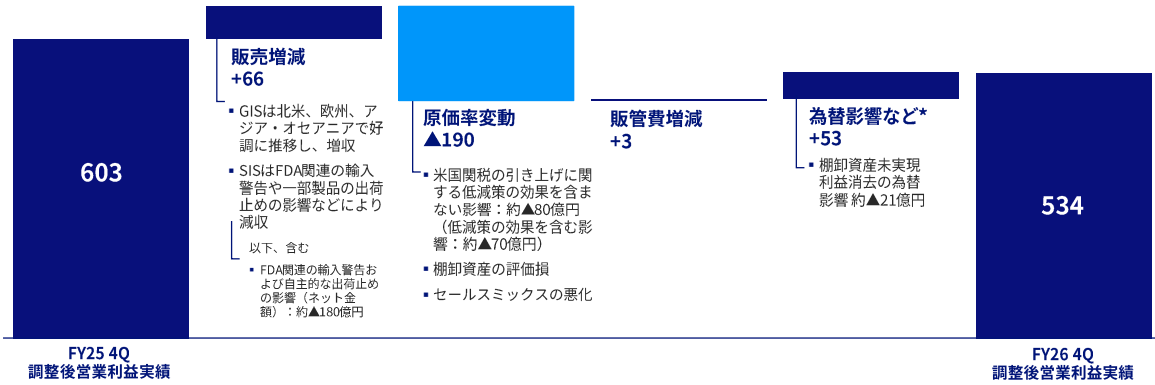 603
FY25 4Q
調整後営業利益実績
販売増減
+66
▪ GISは北米、欧州、ア
ジア・オセアニアで好
調に推移し、増収
▪ SISはFDA関連の輸入
警告や一部製品の出荷
止めの影響などにより
減収
以下、含む
▪ FDA関連の輸入警告お
よび自主的な出荷止め
の影響（ネット金
額）：約▲180億円
原価率変動
▲190
▪ 米国関税の引き上げに関
する低減策の効果を含ま
ない影響：約▲80億円
（低減策の効果を含む影
響：約▲70億円）
▪ 棚卸資産の評価損
▪ セールスミックスの悪化
販管費増減
+3
為替影響など*
+53
▪ 棚卸資産未実現
利益消去の為替
影響 約▲21億円
534
FY26 4Q
調整後営業利益実績